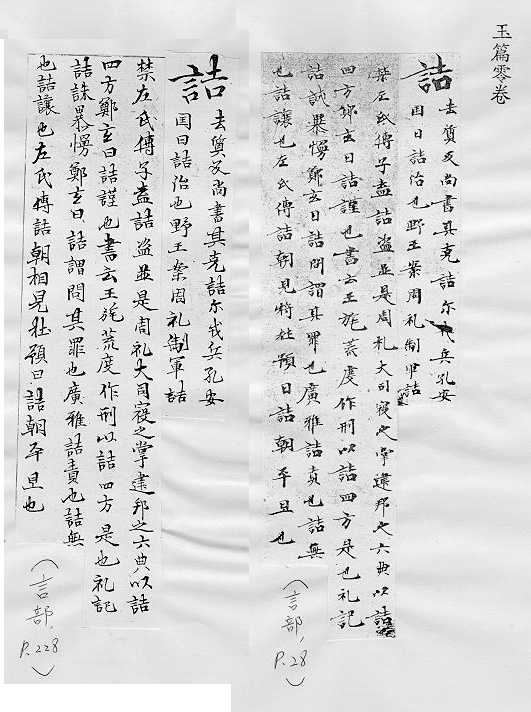 玉篇零卷
詰
去質反尚書其克詰尔戎兵孔安
囯曰詰治也野王案周礼制軍詰
禁左氏傳子盍詰盗並是周礼大司寇之掌建邦之六典以詰
四方鄭玄曰詰謹也書云王旄荒度作刑以詰四方是也礼記
詰誅暴慢鄭玄曰詰問謂其罪也廣雅詰責也詰無
也詰讓也左氏傳詰朝見杜預曰詰朝平旦也
(言部, P.28)
詰
去質反尚書其克詰尔戎兵孔安
囯曰詰治也野王案周礼制軍詰
禁左氏傳子盍詰盗並是周礼大司寇之掌建邦之六典以詰
四方鄭玄曰詰謹也書云王旄荒度作刑以詰四方是也礼記
詰誅暴慢鄭玄曰詰謂問其罪也廣雅詰責也詰無
也詰讓也左氏傳詰朝相見杜預曰詰朝平旦也
(言部, P.228)